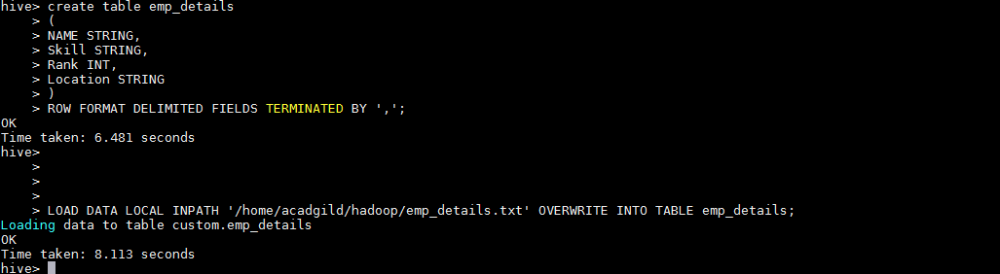 hive> create table emp_details
    > (
    > NAME STRING,
    > Skill STRING,
    > Rank INT,
    > Location STRING
    > )
    > ROW FORMAT DELIMITED FIELDS TERMINATED BY ',';
OK
Time taken: 6.481 seconds
hive>
    >
    >
    >
    > LOAD DATA LOCAL INPATH '/home/acadgild/hadoop/emp_details.txt' OVERWRITE INTO TABLE emp_details;
Loading data to table custom.emp_details
OK
Time taken: 8.113 seconds
hive>